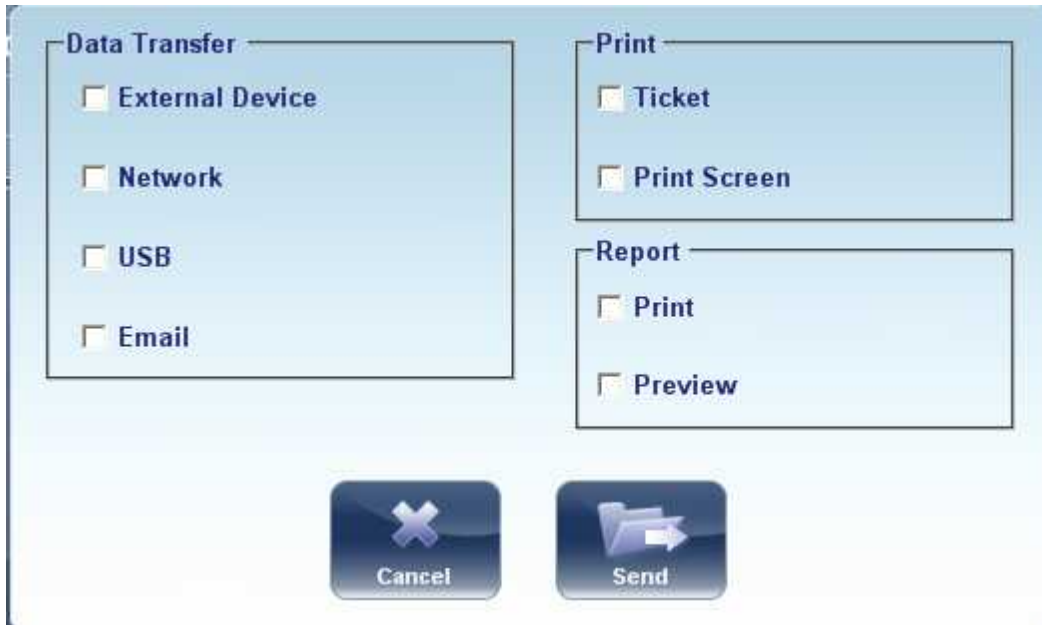 Data Transfer
External Device
Network
USB
Email
Print
Ticket
Print Screen
Report
Print
Preview
Cancel
Send